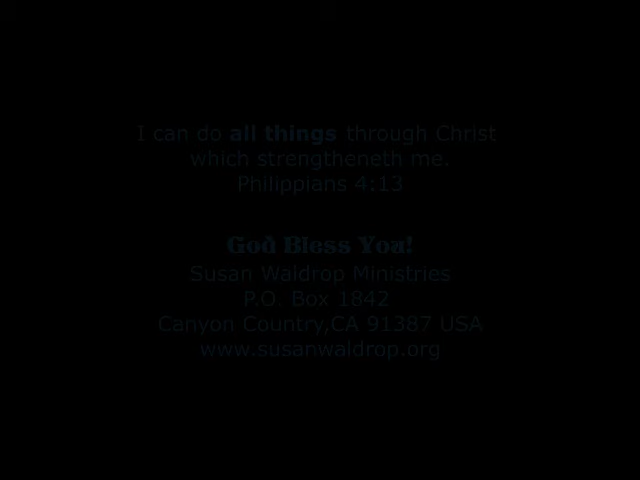 I can do all things through Christ
which strengtheneth me.
Philippians 4:13
God Bless You!
Susan Waldrop Ministries
P.O. Box 1842
Canyon Country,CA 91387 USA
www.susanwaldrop.org